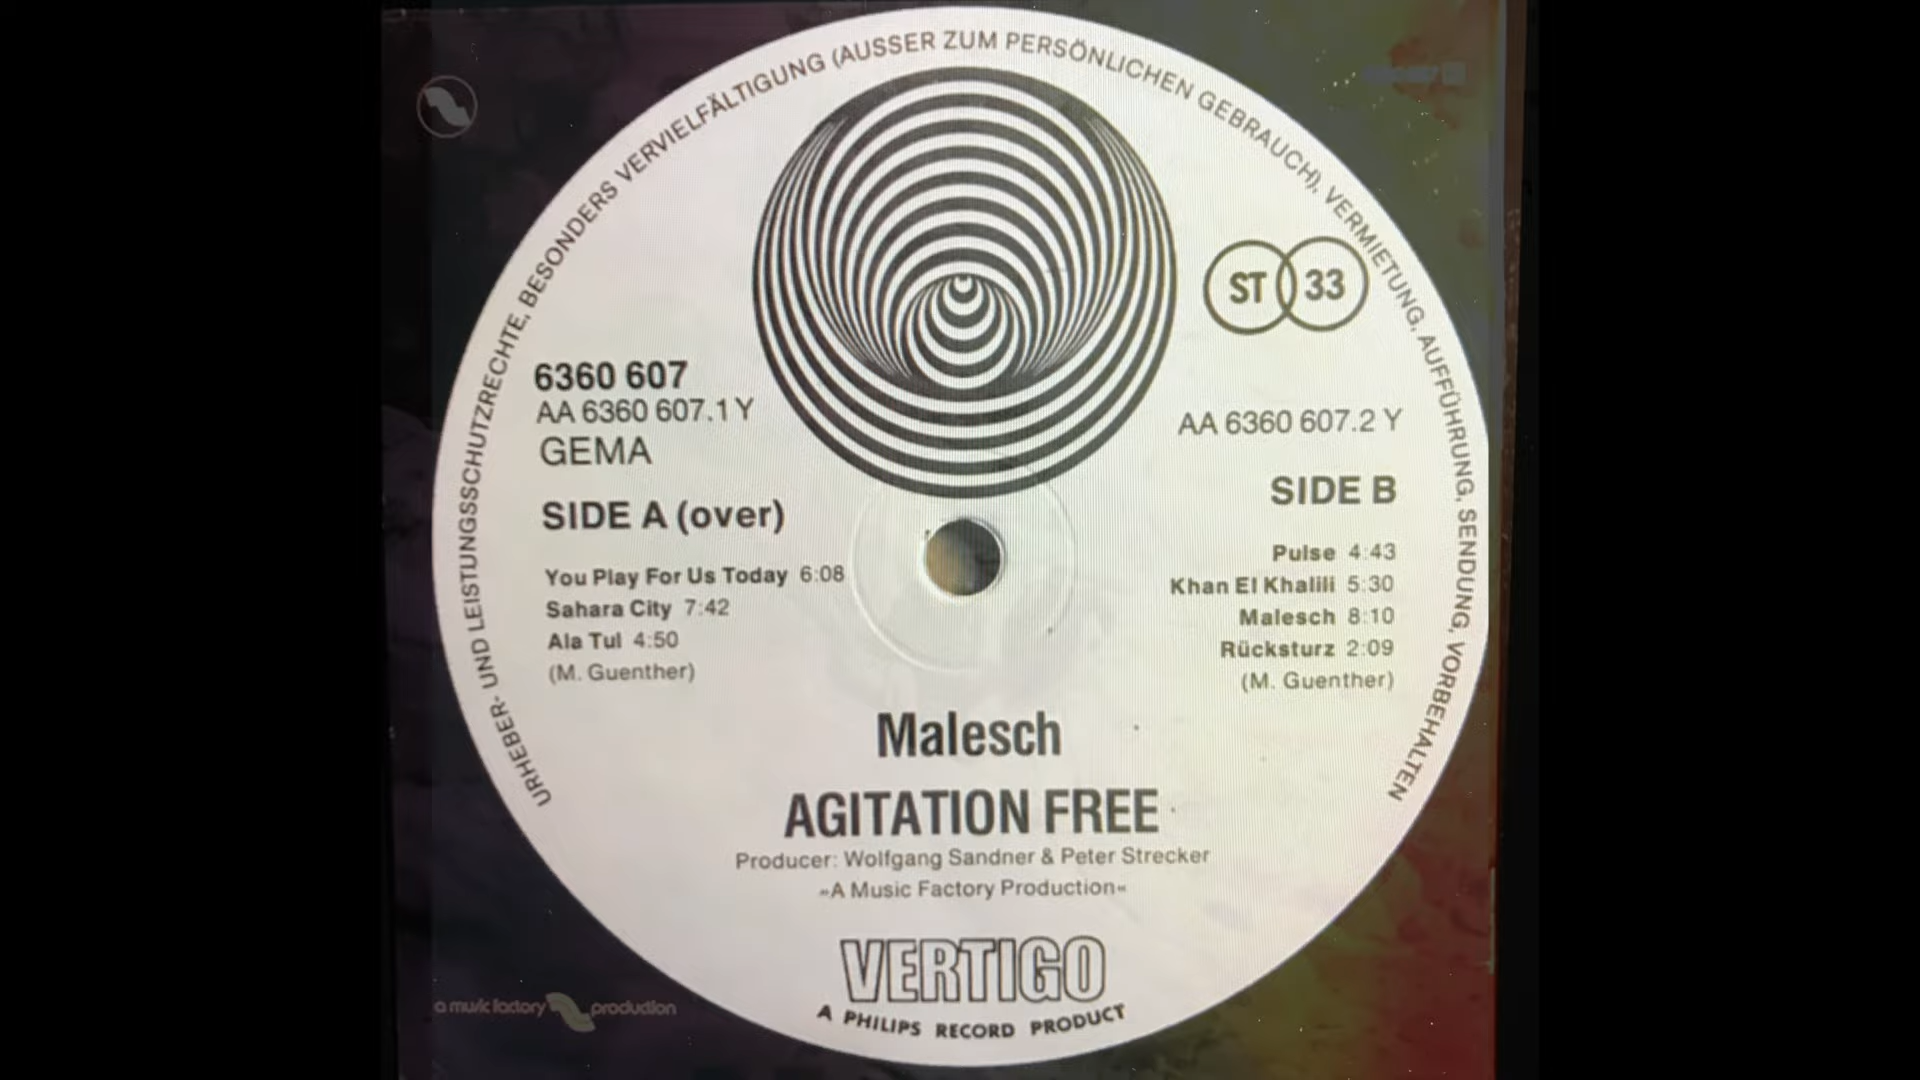 URHEBER- UND LEISTUNGSSCHUTZRECHTE, BESONDERS VERVIELFÄLTIGUNG (AUSSER ZUM PERSÖNLICHEN GEBRAUCH), VERMIETUNG, AUFFÜHRUNG, SENDUNG, VORBEHALTEN
ST 33
6360 607
AA 6360 607.1 Y
GEMA
SIDE A (over)
You Play For Us Today 6:08
Sahara City 7:42
Ala Tul 4:50
(M. Guenther)
AA 6360 607.2 Y
SIDE B
Pulse 4:43
Khan El Khalili 5:30
Malesch 8:10
Rücksturz 2:09
(M. Guenther)
Malesch
AGITATION FREE
Producer: Wolfgang Sandner & Peter Strecker
»A Music Factory Production«
VERTIGO
A PHILIPS RECORD PRODUCT
a music factory production